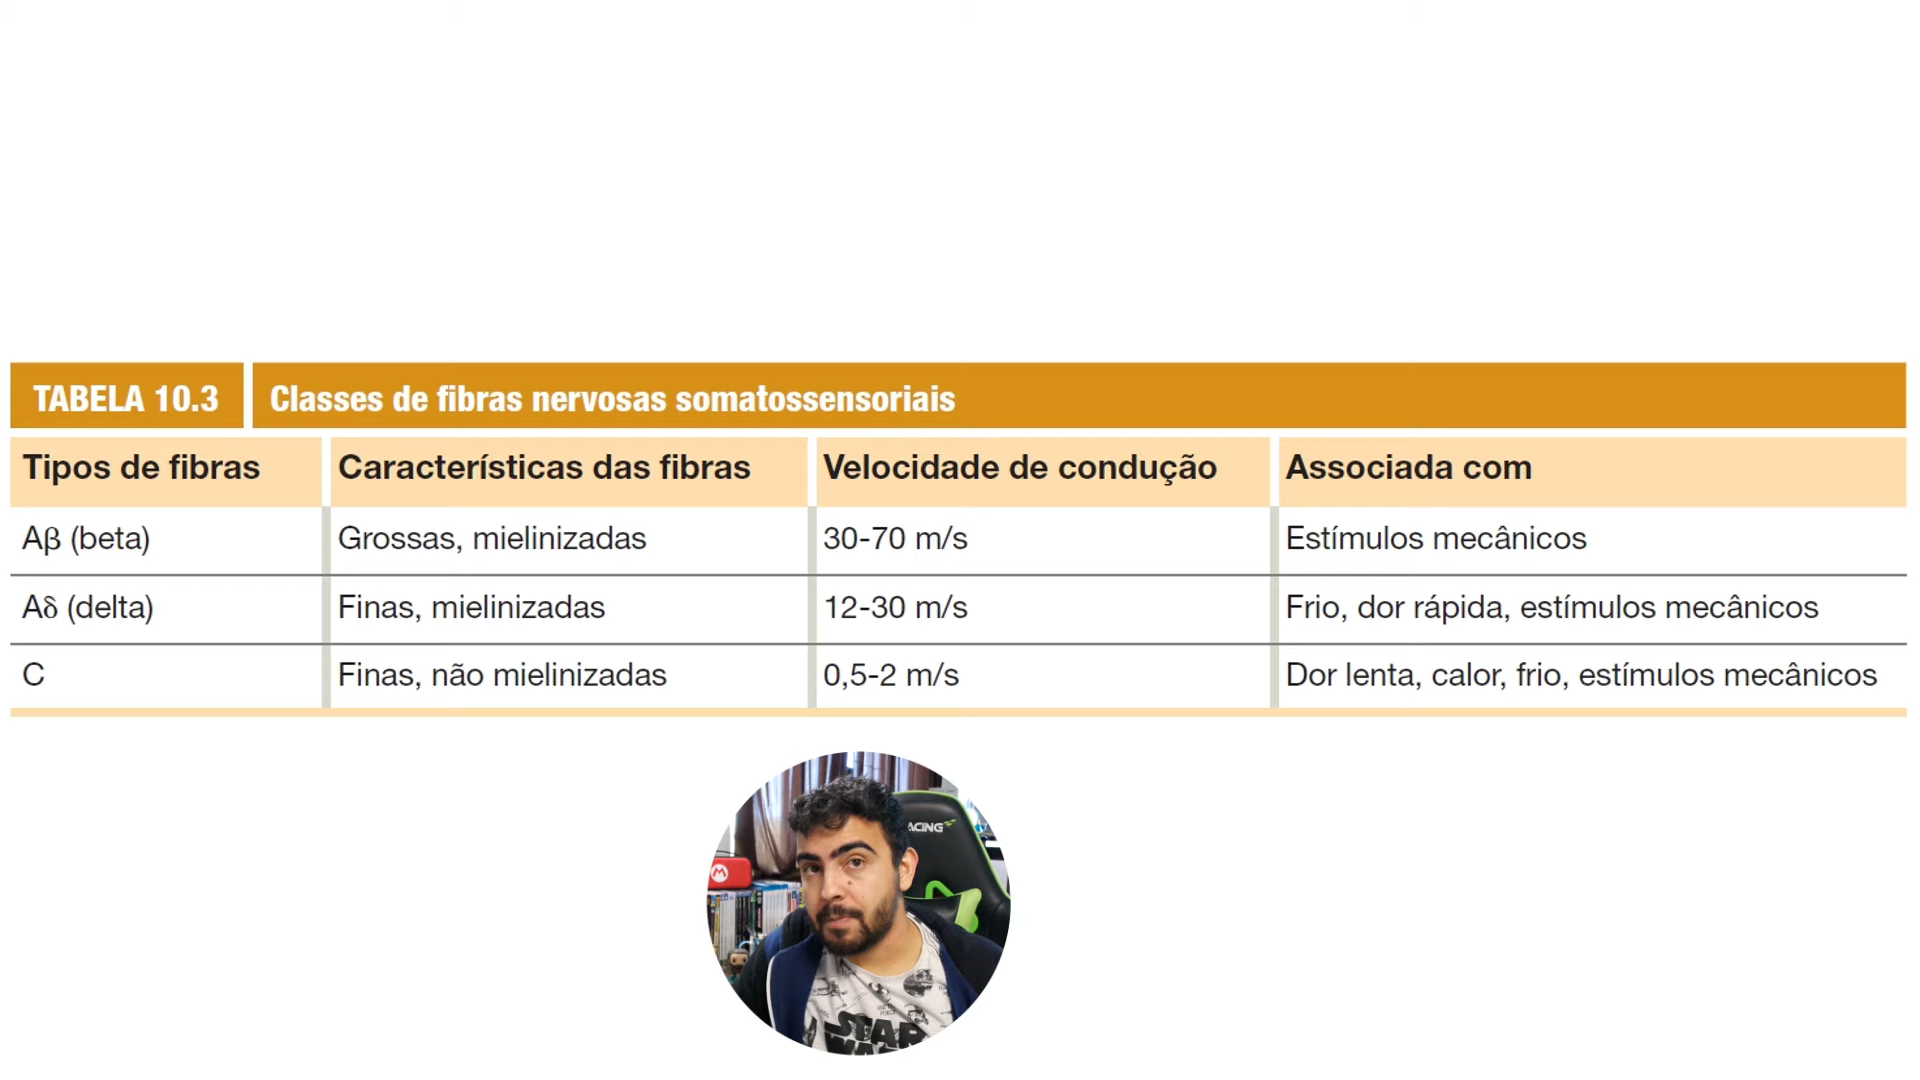 TABELA 10.3 Classes de fibras nervosas somatossensoriais
Tipos de fibras Características das fibras Velocidade de condução Associada com
Aβ (beta) Grossas, mielinizadas 30-70 m/s Estímulos mecânicos
Aδ (delta) Finas, mielinizadas 12-30 m/s Frio, dor rápida, estímulos mecânicos
C Finas, não mielinizadas 0,5-2 m/s Dor lenta, calor, frio, estímulos mecânicos
ACING
M
STAR